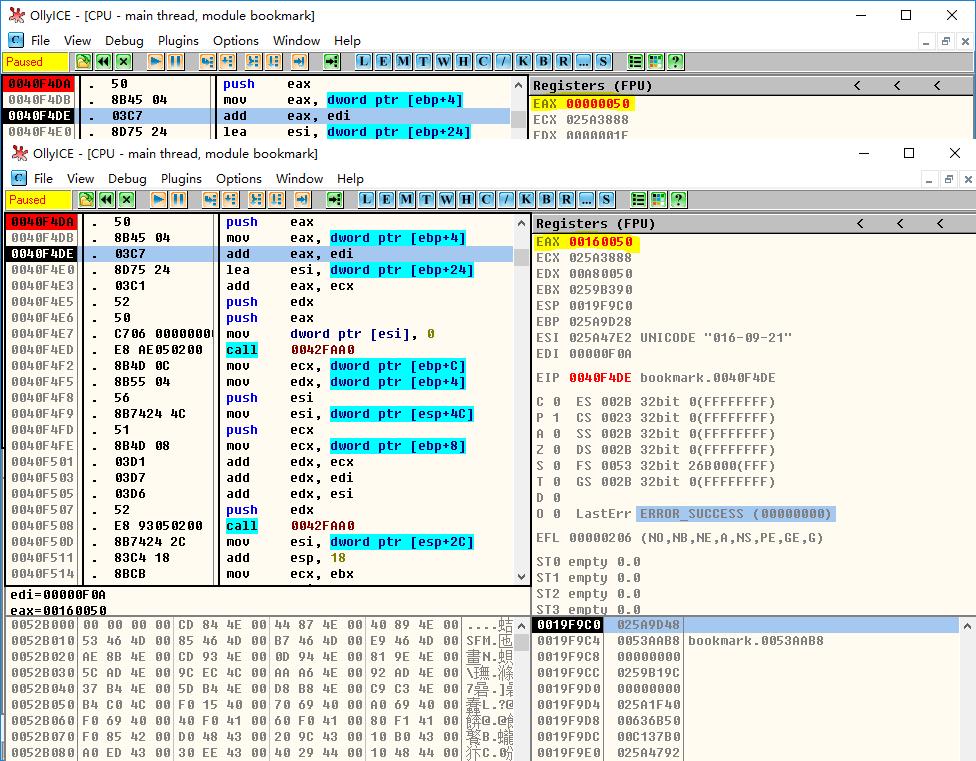 OllyICE - [CPU - main thread, module bookmark]
File View Debug Plugins Options Window Help
Paused L E M T W H C / K B R ... S ?
0040F4DA . 50 push eax Registers (FPU) < < <
0040F4DB . 8B45 04 mov eax, dword ptr [ebp+4] EAX 00000050
0040F4DE . 03C7 add eax, edi ECX 025A3888
0040F4E0 . 8D75 24 lea esi, dword ptr [ebp+24] EDX 0000001F
OllyICE - [CPU - main thread, module bookmark]
File View Debug Plugins Options Window Help
Paused L E M T W H C / K B R ... S ?
0040F4DA . 50 push eax Registers (FPU) < < <
0040F4DB . 8B45 04 mov eax, dword ptr [ebp+4] EAX 00160050
0040F4DE . 03C7 add eax, edi ECX 025A3888
0040F4E0 . 8D75 24 lea esi, dword ptr [ebp+24] EDX 00A80050
0040F4E3 . 03C1 add eax, ecx EBX 0259B390
0040F4E5 . 52 push edx ESP 0019F9C0
0040F4E6 . 50 push eax EBP 025A9D28
0040F4E7 . C706 0000000 mov dword ptr [esi], 0 ESI 025A47E2 UNICODE "016-09-21"
0040F4ED . E8 AE050200 call 0042FAA0 EDI 00000F0A
0040F4F2 . 8B4D 0C mov ecx, dword ptr [ebp+C]
0040F4F5 . 8B55 04 mov edx, dword ptr [ebp+4] EIP 0040F4DE bookmark.0040F4DE
0040F4F8 . 56 push esi C 0 ES 002B 32bit 0(FFFFFFFF)
0040F4F9 . 8B7424 4C mov esi, dword ptr [esp+4C] P 1 CS 0023 32bit 0(FFFFFFFF)
0040F4FD . 51 push ecx A 0 SS 002B 32bit 0(FFFFFFFF)
0040F4FE . 8B4D 08 mov ecx, dword ptr [ebp+8] Z 0 DS 002B 32bit 0(FFFFFFFF)
0040F501 . 03D1 add edx, ecx S 0 FS 0053 32bit 26B000(FFF)
0040F503 . 03D7 add edx, edi T 0 GS 002B 32bit 0(FFFFFFFF)
0040F505 . 03D6 add edx, esi D 0
0040F507 . 52 push edx O 0 LastErr ERROR_SUCCESS (00000000)
0040F508 . E8 93050200 call 0042FAA0
0040F50D . 8B7424 2C mov esi, dword ptr [esp+2C] EFL 00000206 (NO,NB,NE,A,NS,PE,GE,G)
0040F511 . 83C4 18 add esp, 18 ST0 empty 0.0
0040F514 . 8BCB mov ecx, ebx ST1 empty 0.0
ST2 empty 0.0
edi=00000F0A ST3 empty 0.0
eax=00160050
0052B000 00 00 00 00 CD 84 4E 00 44 87 4E 00 40 89 4E 00 0019F9C0 025A9D48
0052B010 53 46 4D 00 85 46 4D 00 B7 46 4D 00 E9 46 4D 00 SFM. 0019F9C4 0053AAB8 bookmark.0053AAB8
0052B020 AE 8B 4E 00 CD 93 4E 00 0D 94 4E 00 81 9E 4E 00 0019F9C8 00000000
0052B030 5C AD 4E 00 9C EC 4C 00 AA A6 4E 00 92 AD 4E 00 0019F9CC 0259B19C
0052B040 37 B4 4E 00 5D B4 4E 00 D8 B8 4E 00 C9 C3 4E 00 0019F9D0 00000000
0052B050 B4 C0 4C 00 F0 15 40 00 70 69 40 00 A0 69 40 00 0019F9D4 025A1F40
0052B060 F0 69 40 00 40 F0 41 00 60 F0 41 00 80 F1 41 00 0019F9D8 00636B50
0052B070 F0 85 42 00 D0 48 43 00 20 9C 43 00 10 B0 43 00 0019F9DC 00C137B0
0052B080 A0 ED 43 00 30 EE 43 00 40 29 44 00 10 48 44 00 0019F9E0 025A4792